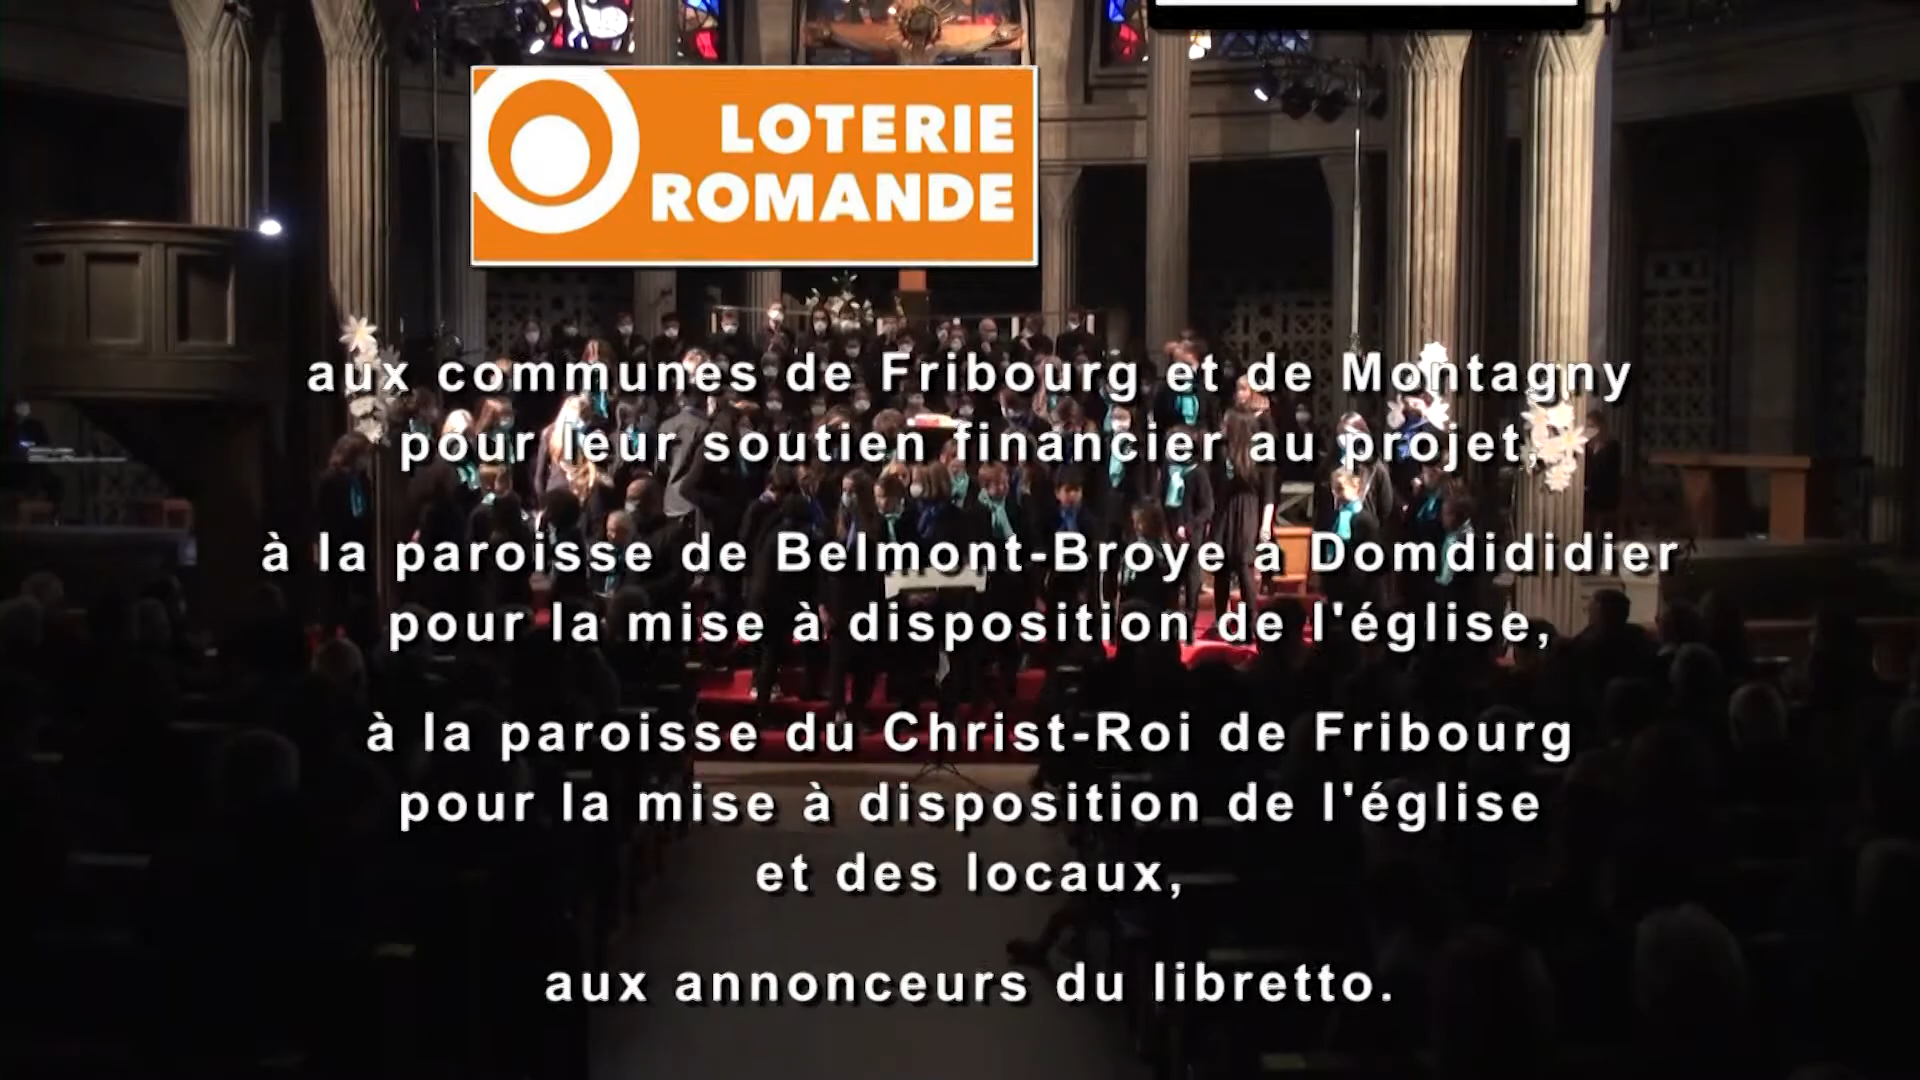 LOTERIE
ROMANDE
aux communes de Fribourg et de Montagny
pour leur soutien financier au projet,
à la paroisse de Belmont-Broye à Domdididier
pour la mise à disposition de l'église,
à la paroisse du Christ-Roi de Fribourg
pour la mise à disposition de l'église
et des locaux,
aux annonceurs du libretto.